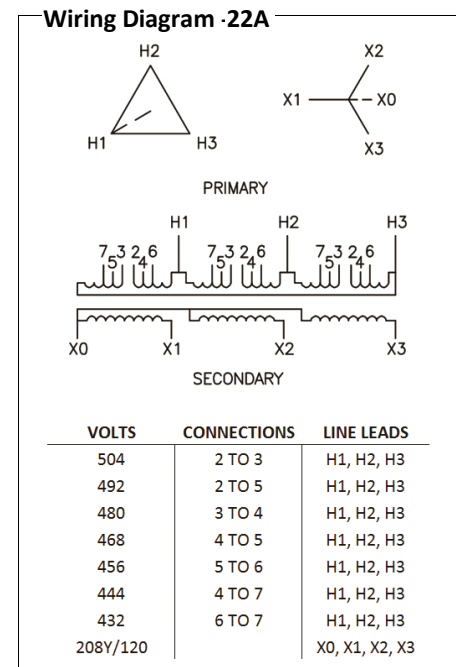 Wiring Diagram -22A
H2
X2
X1
X0
H1
H3
X3
PRIMARY
H1 H2 H3
7 5 3 2 4 6 7 5 3 2 4 6 7 5 3 2 4 6
X0 X1 X2 X3
SECONDARY
VOLTS CONNECTIONS LINE LEADS
504 2 TO 3 H1, H2, H3
492 2 TO 5 H1, H2, H3
480 3 TO 4 H1, H2, H3
468 4 TO 5 H1, H2, H3
456 5 TO 6 H1, H2, H3
444 4 TO 7 H1, H2, H3
432 6 TO 7 H1, H2, H3
208Y/120 X0, X1, X2, X3